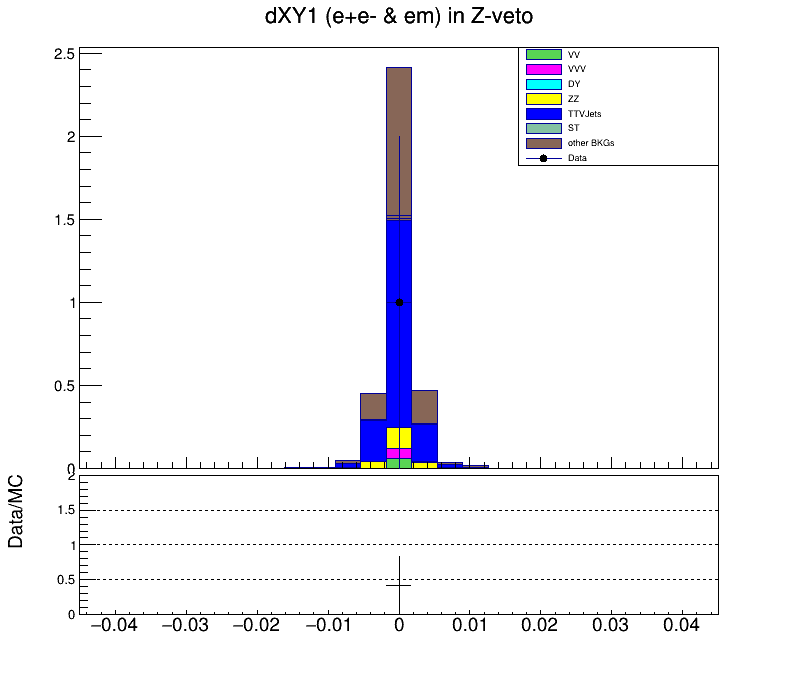 dXY1 (e+e- & em) in Z-veto
2.5
2
1.5
1
0.5
0
VV
VVV
DY
ZZ
TTVJets
ST
other BKGs
Data
Data/MC
2
1.5
1
0.5
0
−0.04 −0.03 −0.02 −0.01 0 0.01 0.02 0.03 0.04